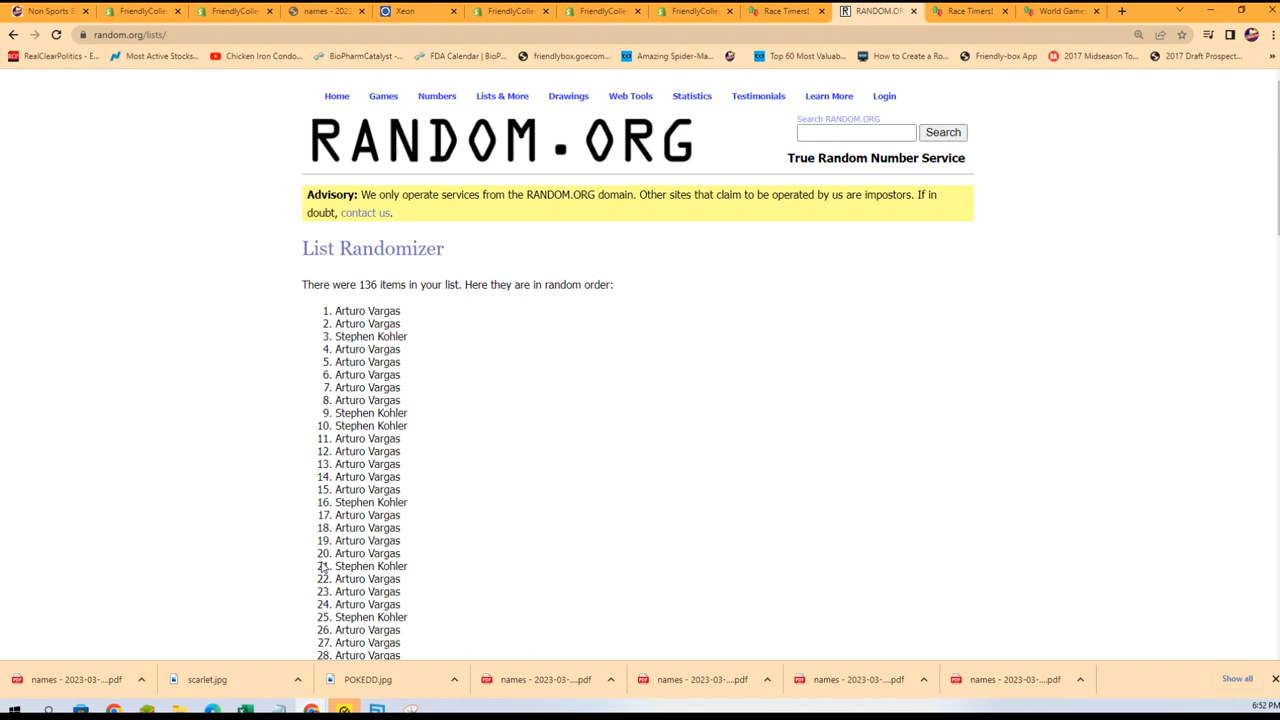 Non Sports B
FriendlyColle
FriendlyColle
names - 2023
Xeon
FriendlyColle
FriendlyColle
FriendlyColle
Race Timers!
RANDOM.OR
Race Timers!
World Game
random.org/lists/
RealClearPolitics - E...
Most Active Stocks...
Chicken Iron Condo...
BioPharmCatalyst -...
FDA Calendar | BioP...
friendlybox.goecom...
Amazing Spider-Ma...
Top 60 Most Valuab...
How to Create a Ro...
Friendly-box App
2017 Midseason To...
2017 Draft Prospect...
Home Games Numbers Lists & More Drawings Web Tools Statistics Testimonials Learn More Login
RANDOM.ORG
Search RANDOM.ORG
Search
True Random Number Service
Advisory: We only operate services from the RANDOM.ORG domain. Other sites that claim to be operated by us are impostors. If in
doubt, contact us.
List Randomizer
There were 136 items in your list. Here they are in random order:
1. Arturo Vargas
2. Arturo Vargas
3. Stephen Kohler
4. Arturo Vargas
5. Arturo Vargas
6. Arturo Vargas
7. Arturo Vargas
8. Arturo Vargas
9. Stephen Kohler
10. Stephen Kohler
11. Arturo Vargas
12. Arturo Vargas
13. Arturo Vargas
14. Arturo Vargas
15. Arturo Vargas
16. Stephen Kohler
17. Arturo Vargas
18. Arturo Vargas
19. Arturo Vargas
20. Arturo Vargas
21. Stephen Kohler
22. Arturo Vargas
23. Arturo Vargas
24. Arturo Vargas
25. Stephen Kohler
26. Arturo Vargas
27. Arturo Vargas
28. Arturo Vargas
names - 2023-03-....pdf
scarlet.jpg
POKEDD.jpg
names - 2023-03-....pdf
names - 2023-03-....pdf
names - 2023-03-....pdf
names - 2023-03-....pdf
Show all
6:52 PM